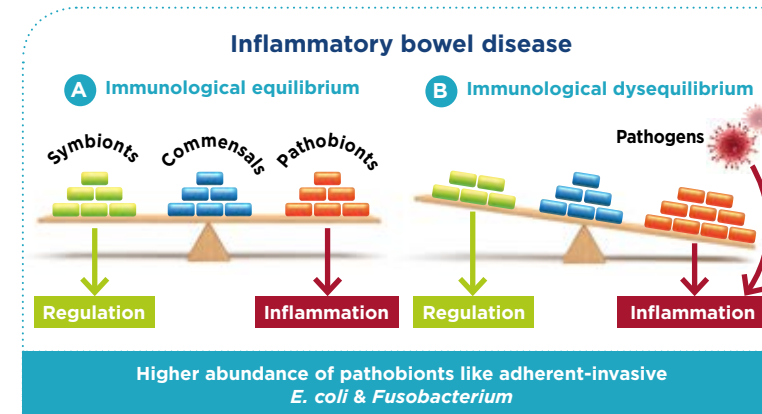 Inflammatory bowel disease
A Immunological equilibrium
Symbionts
Commensals
Pathobionts
Regulation
Inflammation
B Immunological dysequilibrium
Pathogens
Regulation
Inflammation
Higher abundance of pathobionts like adherent-invasive
E. coli & Fusobacterium